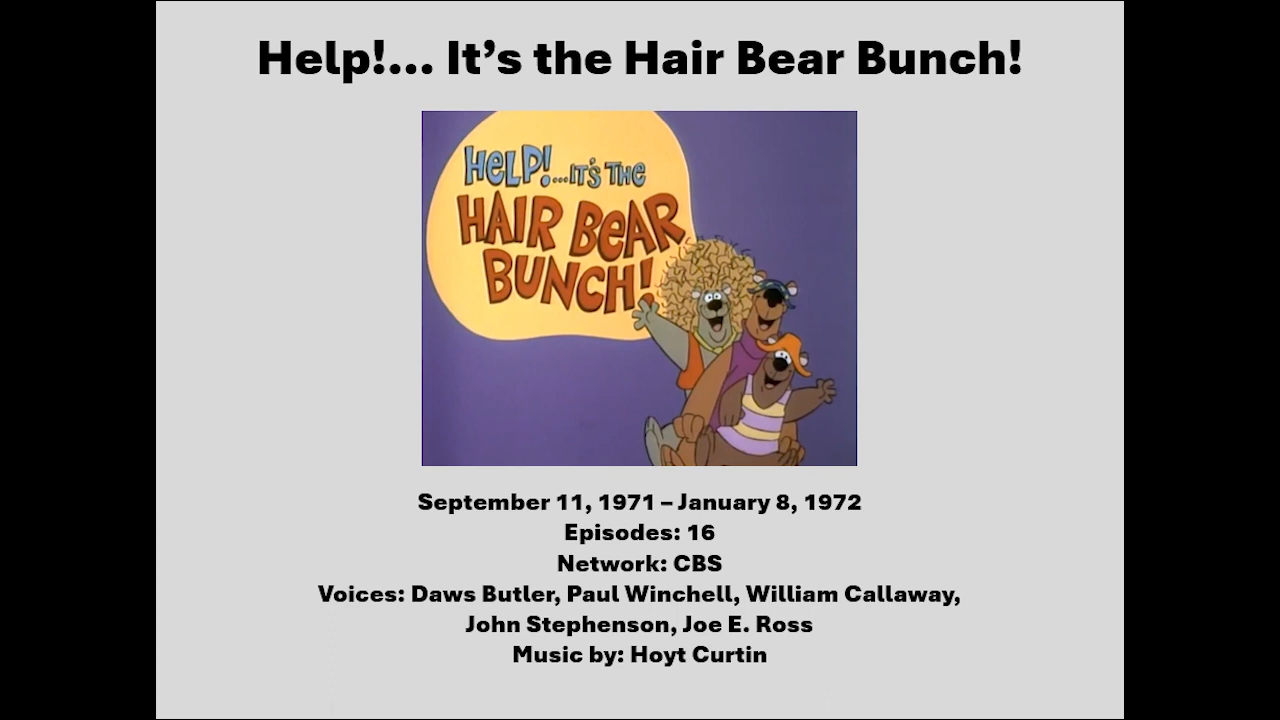 Help!... It’s the Hair Bear Bunch!
HELP!...IT'S THE
HAIR BEAR
BUNCH!
September 11, 1971 – January 8, 1972
Episodes: 16
Network: CBS
Voices: Daws Butler, Paul Winchell, William Callaway,
John Stephenson, Joe E. Ross
Music by: Hoyt Curtin